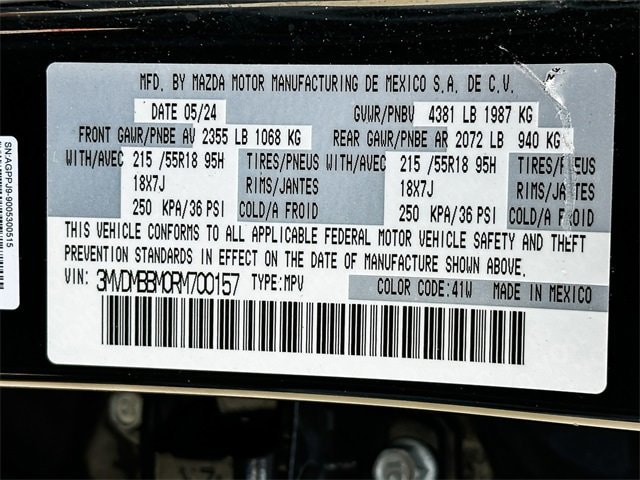 MFD. BY MAZDA MOTOR MANUFACTURING DE MEXICO S.A. DE C.V.
DATE 05/24 GVWR/PNBV 4381 LB 1987 KG
FRONT GAWR/PNBE AV 2355 LB 1068 KG REAR GAWR/PNBE AR 2072 LB 940 KG
WITH/AVEC 215 /55R18 95H TIRES/PNEUS WITH/AVEC 215 /55R18 95H TIRES/PNEUS
18X7J RIMS/JANTES 18X7J RIMS/JANTES
250 KPA/36 PSI COLD/A FROID 250 KPA/36 PSI COLD/A FROID
THIS VEHICLE CONFORMS TO ALL APPLICABLE FEDERAL MOTOR VEHICLE SAFETY AND THEFT
PREVENTION STANDARDS IN EFFECT ON THE DATE OF MANUFACTURE SHOWN ABOVE.
VIN: 3MVDMBBM0RM700157 TYPE:MPV COLOR CODE:41W MADE IN MEXICO
SN:AGPPJ9-9005300515